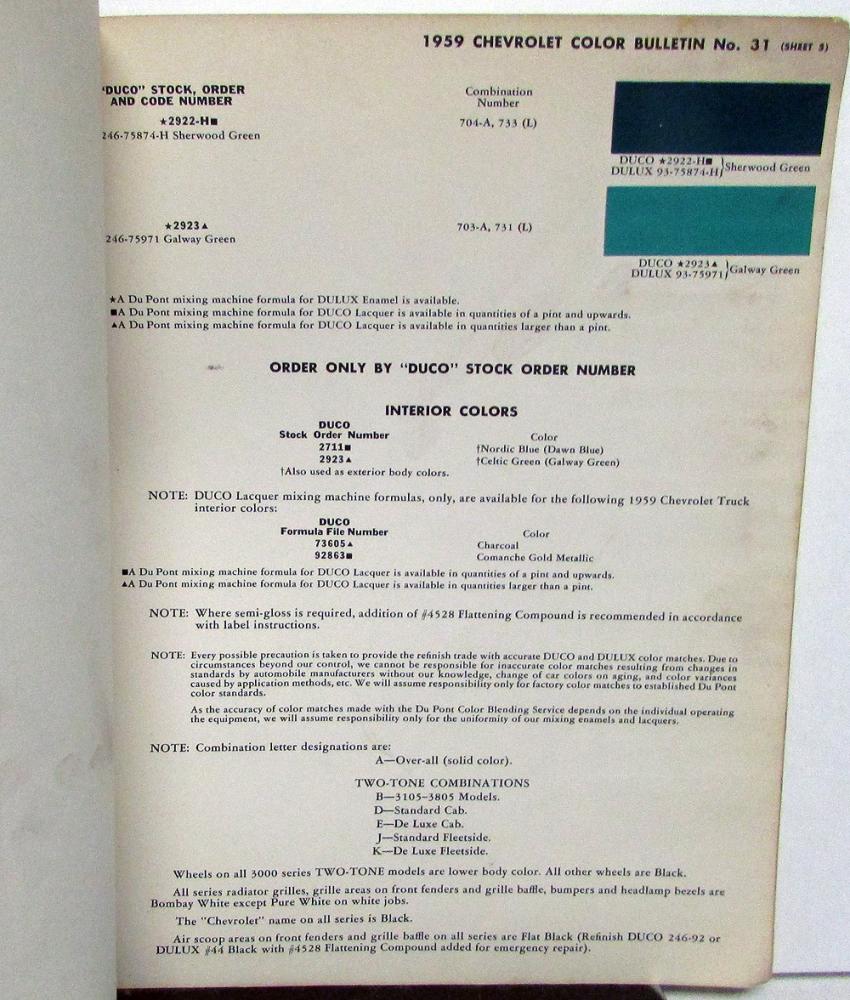 1959 CHEVROLET COLOR BULLETIN No. 31 (SHEET 5)
"DUCO" STOCK, ORDER
AND CODE NUMBER
Combination
Number
★2922-H■
246-75874-H Sherwood Green
704-A, 733 (L)
DUCO ★2922-H■
DULUX 93-75874-H} Sherwood Green
★2923▲
246-75971 Galway Green
703-A, 731 (L)
DUCO ★2923▲
DULUX 93-75971} Galway Green
★A Du Pont mixing machine formula for DULUX Enamel is available.
■A Du Pont mixing machine formula for DUCO Lacquer is available in quantities of a pint and upwards.
▲A Du Pont mixing machine formula for DUCO Lacquer is available in quantities larger than a pint.
ORDER ONLY BY "DUCO" STOCK ORDER NUMBER
INTERIOR COLORS
DUCO
Stock Order Number Color
2711■ †Nordic Blue (Dawn Blue)
2923▲ †Celtic Green (Galway Green)
†Also used as exterior body colors.
NOTE: DUCO Lacquer mixing machine formulas, only, are available for the following 1959 Chevrolet Truck
interior colors:
DUCO
Formula File Number Color
73605▲ Charcoal
92863■ Comanche Gold Metallic
■A Du Pont mixing machine formula for DUCO Lacquer is available in quantities of a pint and upwards.
▲A Du Pont mixing machine formula for DUCO Lacquer is available in quantities larger than a pint.
NOTE: Where semi-gloss is required, addition of #4528 Flattening Compound is recommended in accordance
with label instructions.
NOTE: Every possible precaution is taken to provide the refinish trade with accurate DUCO and DULUX color matches. Due to
circumstances beyond our control, we cannot be responsible for inaccurate color matches resulting from changes in
standards by automobile manufacturers without our knowledge, change of car colors on aging, and color variances
caused by application methods, etc. We will assume responsibility only for factory color matches to established Du Pont
color standards.
As the accuracy of color matches made with the Du Pont Color Blending Service depends on the individual operating
the equipment, we will assume responsibility only for the uniformity of our mixing enamels and lacquers.
NOTE: Combination letter designations are:
A—Over-all (solid color).
TWO-TONE COMBINATIONS
B—3105-3805 Models.
D—Standard Cab.
E—De Luxe Cab.
J—Standard Fleetside.
K—De Luxe Fleetside.
Wheels on all 3000 series TWO-TONE models are lower body color. All other wheels are Black.
All series radiator grilles, grille areas on front fenders and grille baffle, bumpers and headlamp bezels are
Bombay White except Pure White on white jobs.
The "Chevrolet" name on all series is Black.
Air scoop areas on front fenders and grille baffle on all series are Flat Black (Refinish DUCO 246-92 or
DULUX #44 Black with #4528 Flattening Compound added for emergency repair).